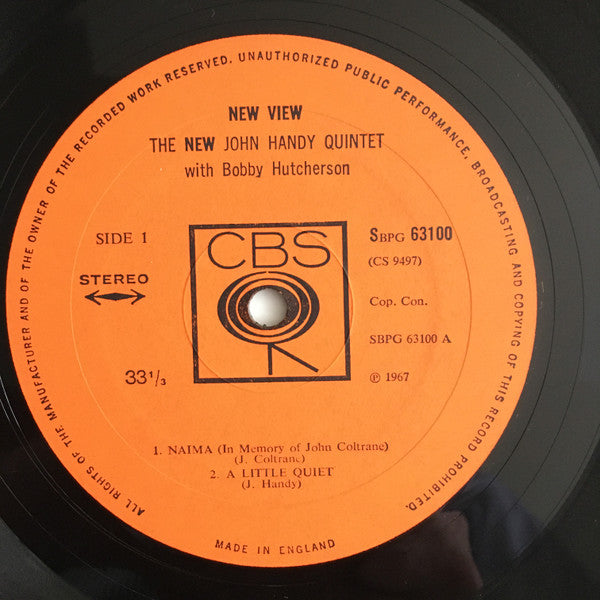 ALL RIGHTS OF THE MANUFACTURER AND OF THE OWNER OF THE RECORDED WORK RESERVED. UNAUTHORIZED PUBLIC PERFORMANCE, BROADCASTING AND COPYING OF THIS RECORD PROHIBITED.
NEW VIEW
THE NEW JOHN HANDY QUINTET
with Bobby Hutcherson
SIDE 1
STEREO
33 1/3
CBS
SBPG 63100
(CS 9497)
Cop. Con.
SBPG 63100 A
℗ 1967
1. NAIMA (In Memory of John Coltrane)
(J. Coltrane)
2. A LITTLE QUIET
(J. Handy)
MADE IN ENGLAND